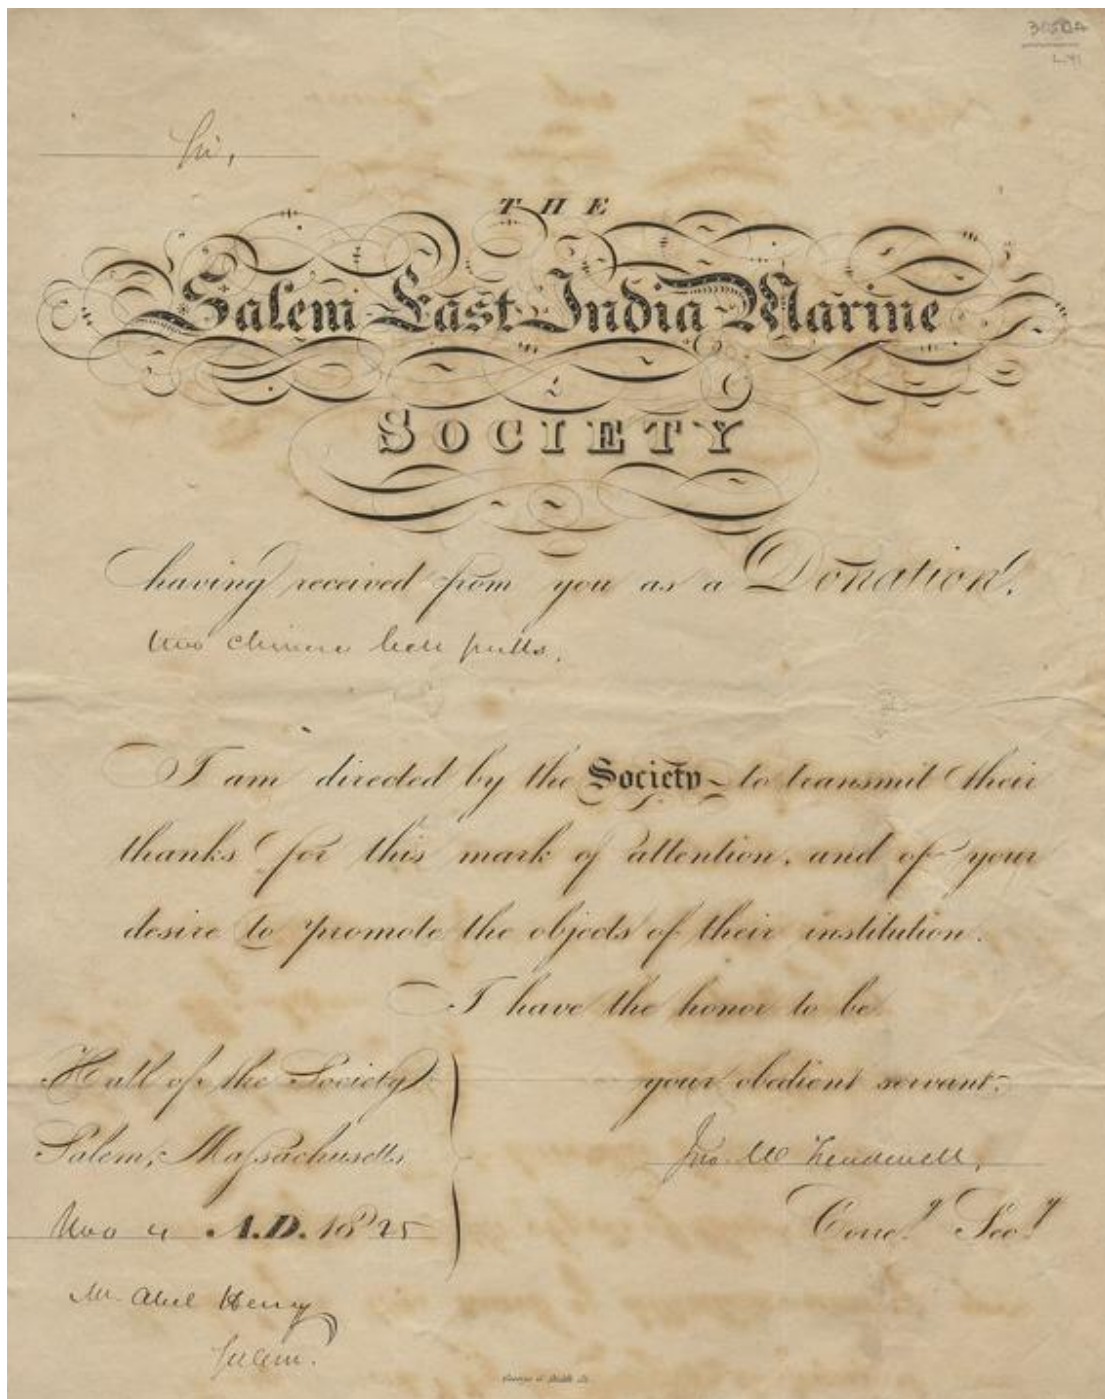 Sir,
THE
Salem East India Marine
SOCIETY
having received from you as a Donation,
two chinese bell pulls,
I am directed by the Society to transmit their
thanks for this mark of attention, and of your
desire to promote the objects of their institution.
I have the honor to be
Hall of the Society
your obedient servant.
Salem, Massachusetts
Jno. W Treadwell,
Nov 4 A.D. 1825
Corrg. Secy.
Mr Abel Henry
Salem.